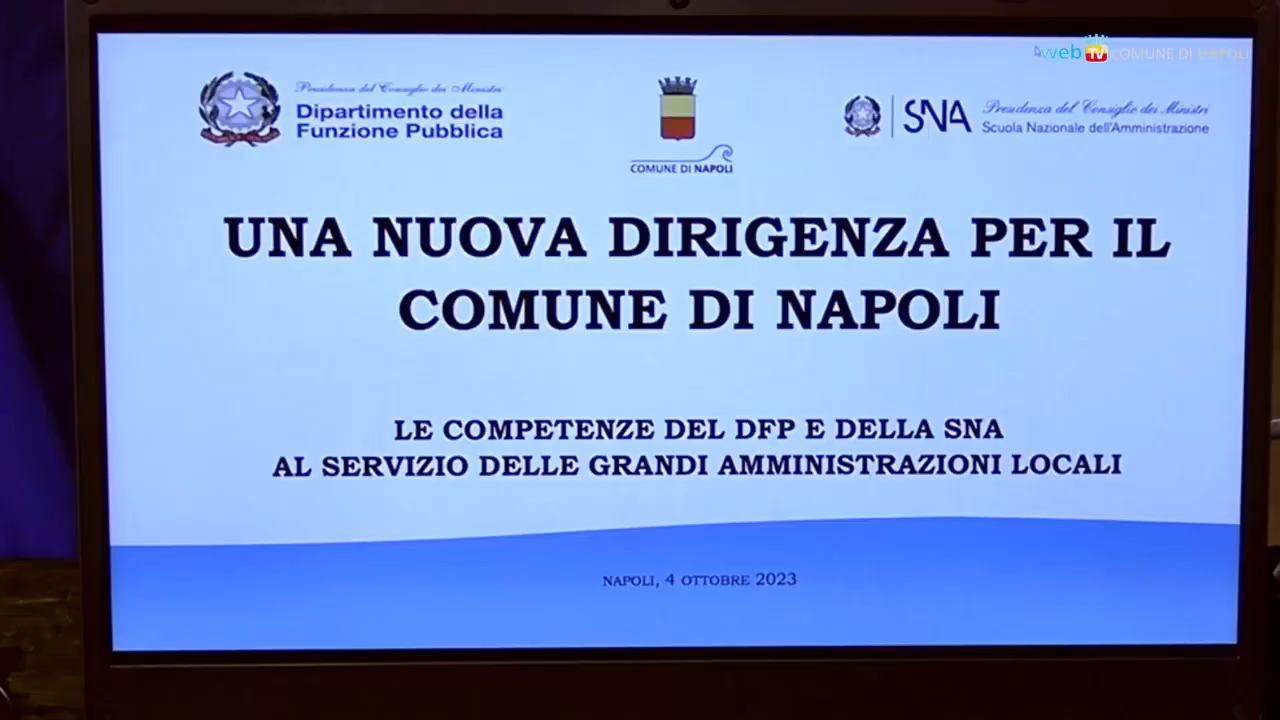 web TV COMUNE DI NAPOLI
Presidenza del Consiglio dei Ministri
Dipartimento della
Funzione Pubblica
COMUNE DI NAPOLI
SNA
Presidenza del Consiglio dei Ministri
Scuola Nazionale dell'Amministrazione
UNA NUOVA DIRIGENZA PER IL
COMUNE DI NAPOLI
LE COMPETENZE DEL DFP E DELLA SNA
AL SERVIZIO DELLE GRANDI AMMINISTRAZIONI LOCALI
NAPOLI, 4 OTTOBRE 2023